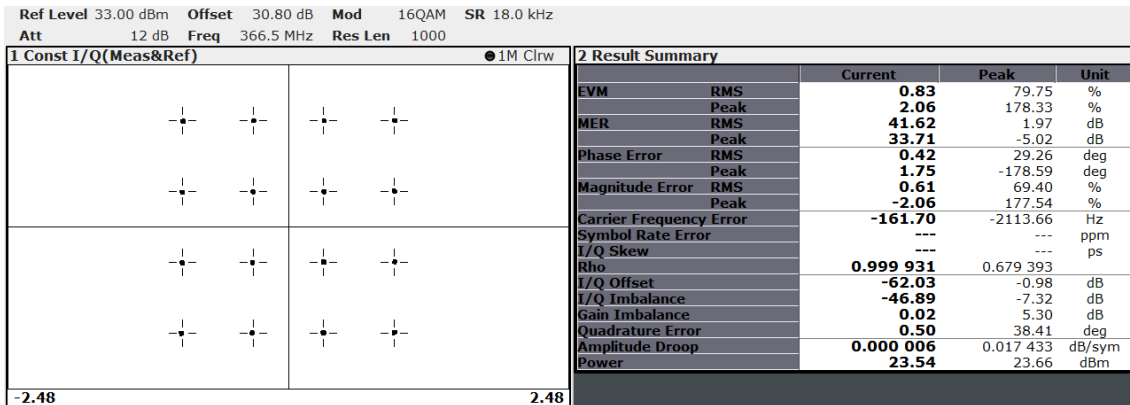 Ref Level 33.00 dBm Offset 30.80 dB Mod 16QAM SR 18.0 kHz
Att 12 dB Freq 366.5 MHz Res Len 1000
1 Const I/Q(Meas&Ref) 1M Clrw
-2.48 2.48
2 Result Summary
Current Peak Unit
EVM RMS 0.83 79.75 %
Peak 2.06 178.33 %
MER RMS 41.62 1.97 dB
Peak 33.71 -5.02 dB
Phase Error RMS 0.42 29.26 deg
Peak 1.75 -178.59 deg
Magnitude Error RMS 0.61 69.40 %
Peak -2.06 177.54 %
Carrier Frequency Error -161.70 -2113.66 Hz
Symbol Rate Error --- --- ppm
I/Q Skew --- --- ps
Rho 0.999 931 0.679 393
I/Q Offset -62.03 -0.98 dB
I/Q Imbalance -46.89 -7.32 dB
Gain Imbalance 0.02 5.30 dB
Quadrature Error 0.50 38.41 deg
Amplitude Droop 0.000 006 0.017 433 dB/sym
Power 23.54 23.66 dBm